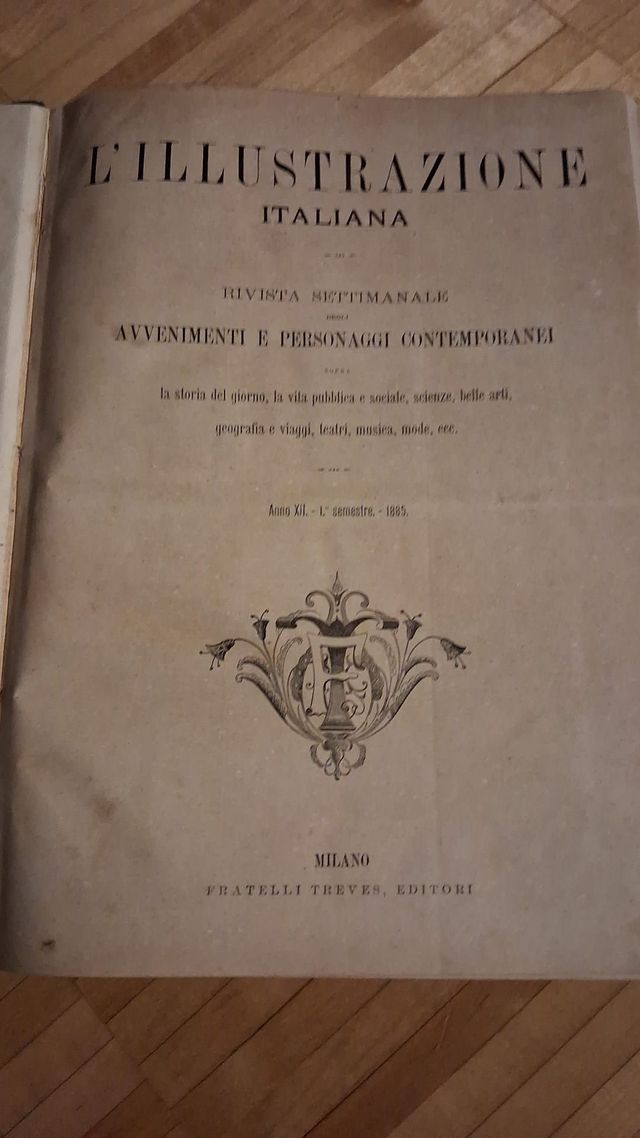 L'ILLUSTRAZIONE
ITALIANA
RIVISTA SETTIMANALE
DEGLI
AVVENIMENTI E PERSONAGGI CONTEMPORANEI
SOPRA
la storia del giorno, la vita pubblica e sociale, scienze, belle arti,
geografia e viaggi, teatri, musica, mode, ecc.
Anno XII. - 1.° semestre. - 1885.
MILANO
FRATELLI TREVES, EDITORI